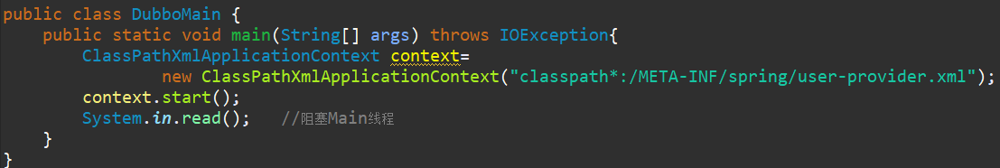 public class DubboMain {
    public static void main(String[] args) throws IOException{
        ClassPathXmlApplicationContext context=
                new ClassPathXmlApplicationContext("classpath*:/META-INF/spring/user-provider.xml");
        context.start();
        System.in.read();   //阻塞Main线程
    }
}